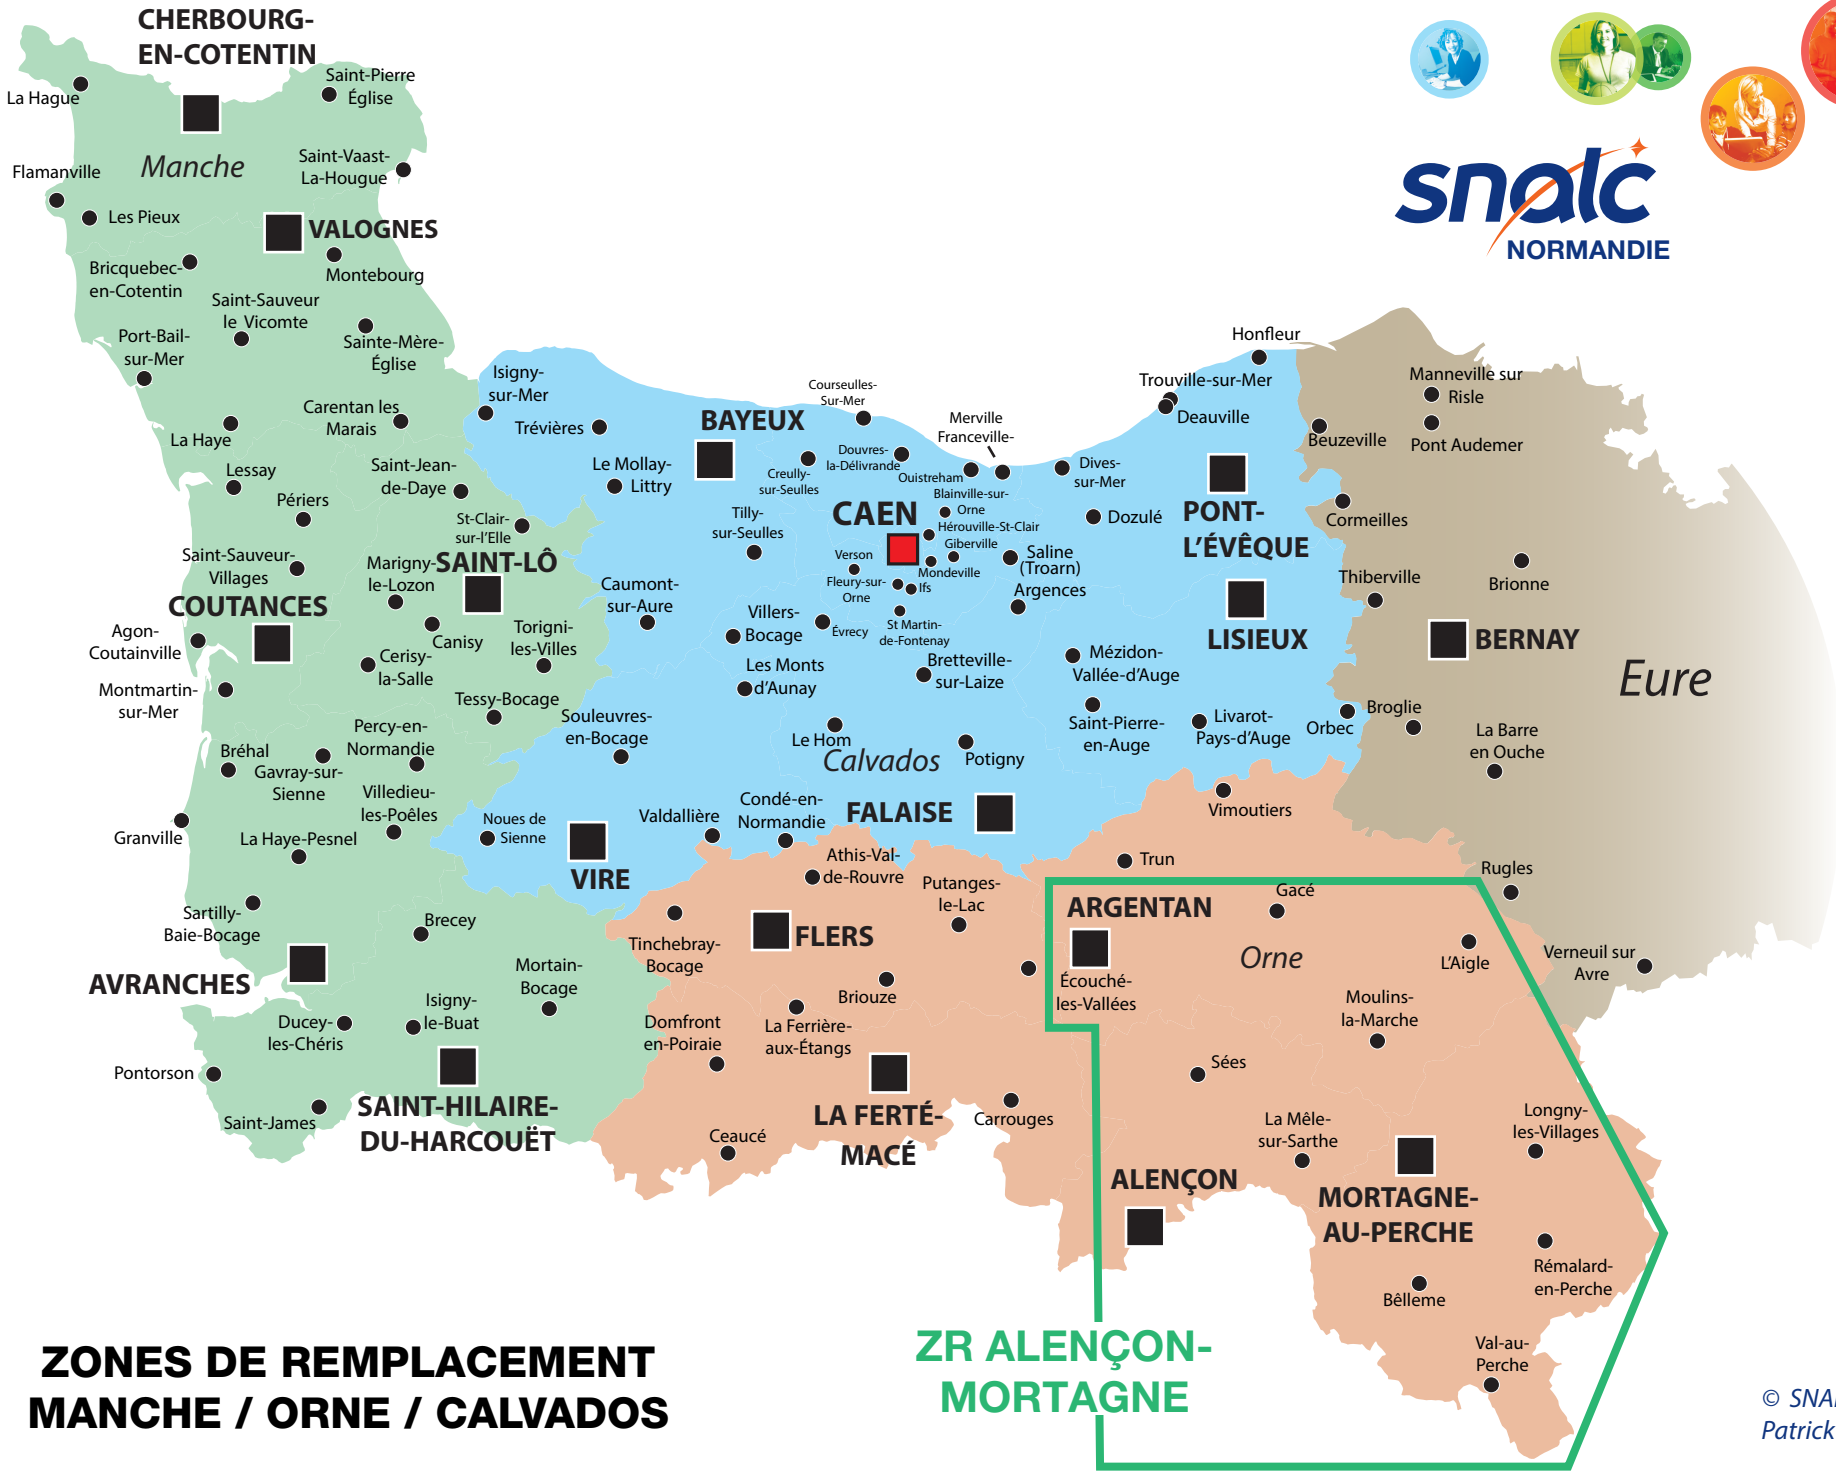 CHERBOURG-
EN-COTENTIN
La Hague
Saint-Pierre
Église
Manche
Saint-Vaast-
La-Hougue
Flamanville
Les Pieux
VALOGNES
Montebourg
Bricquebec-
en-Cotentin
Saint-Sauveur
le Vicomte
Port-Bail-
sur-Mer
Sainte-Mère-
Église
Carentan les
Marais
La Haye
Lessay
Périers
Saint-Jean-
de-Daye
St-Clair-
sur-l'Elle
SAINT-LÔ
Saint-Sauveur-
Villages
Marigny-
le-Lozon
COUTANCES
Agon-
Coutainville
Canisy
Torigni-
les-Villes
Cerisy-
la-Salle
Montmartin-
sur-Mer
Tessy-Bocage
Percy-en-
Normandie
Bréhal
Gavray-sur-
Sienne
Villedieu-
les-Poêles
Granville
La Haye-Pesnel
Sartilly-
Baie-Bocage
Brecey
AVRANCHES
Mortain-
Bocage
Isigny-
le-Buat
Ducey-
les-Chéris
Pontorson
Saint-James
SAINT-HILAIRE-
DU-HARCOUËT
snalc
NORMANDIE
Isigny-
sur-Mer
Trévières
Le Mollay-
Littry
BAYEUX
Courseulles-
Sur-Mer
Creully-
sur-Seulles
Douvres-
la-Délivrande
Merville
Franceville-
Ouistreham
Blainville-sur-
Orne
Dives-
sur-Mer
Trouville-sur-Mer
Deauville
Honfleur
Tilly-
sur-Seulles
CAEN
Hérouville-St-Clair
Giberville
Mondeville
Verson
Fleury-sur-
Orne
Ifs
Saline
(Troarn)
Argences
Dozulé
PONT-
L'ÉVÊQUE
LISIEUX
Caumont-
sur-Aure
Villers-
Bocage
Évrecy
St Martin-
de-Fontenay
Les Monts
d'Aunay
Bretteville-
sur-Laize
Mézidon-
Vallée-d'Auge
Saint-Pierre-
en-Auge
Livarot-
Pays-d'Auge
Orbec
Souleuvres-
en-Bocage
Le Hom
Calvados
Potigny
FALAISE
Noues de
Sienne
VIRE
Valdallière
Condé-en-
Normandie
Manneville sur
Risle
Pont Audemer
Beuzeville
Cormeilles
Thiberville
Brionne
BERNAY
Eure
Broglie
La Barre
en Ouche
Rugles
Verneuil sur
Avre
Vimoutiers
Trun
Athis-Val-
de-Rouvre
Putanges-
le-Lac
FLERS
Tinchebray-
Bocage
Briouze
Domfront
en-Poiraie
La Ferrière-
aux-Étangs
LA FERTÉ-
MACÉ
Ceaucé
Carrouges
ARGENTAN
Écouché-
les-Vallées
Gacé
Orne
L'Aigle
Moulins-
la-Marche
Sées
La Mêle-
sur-Sarthe
Longny-
les-Villages
ALENÇON
MORTAGNE-
AU-PERCHE
Rémalard-
en-Perche
Bêlleme
Val-au-
Perche
ZR ALENÇON-
MORTAGNE
ZONES DE REMPLACEMENT
MANCHE / ORNE / CALVADOS
Patrick